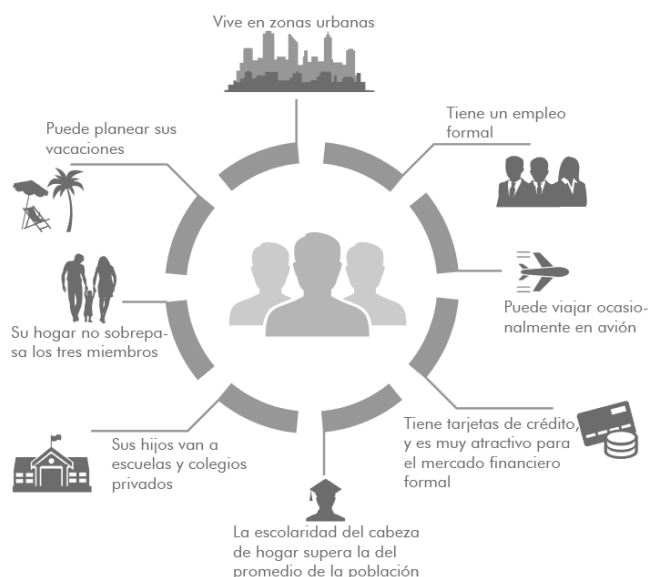 Vive en zonas urbanas
Tiene un empleo
formal
Puede viajar ocasio-
nalmente en avión
Tiene tarjetas de crédito,
y es muy atractivo para
el mercado financiero
formal
La escolaridad del cabeza
de hogar supera la del
promedio de la población
Sus hijos van a
escuelas y colegios
privados
Su hogar no sobrepa-
sa los tres miembros
Puede planear sus
vacaciones